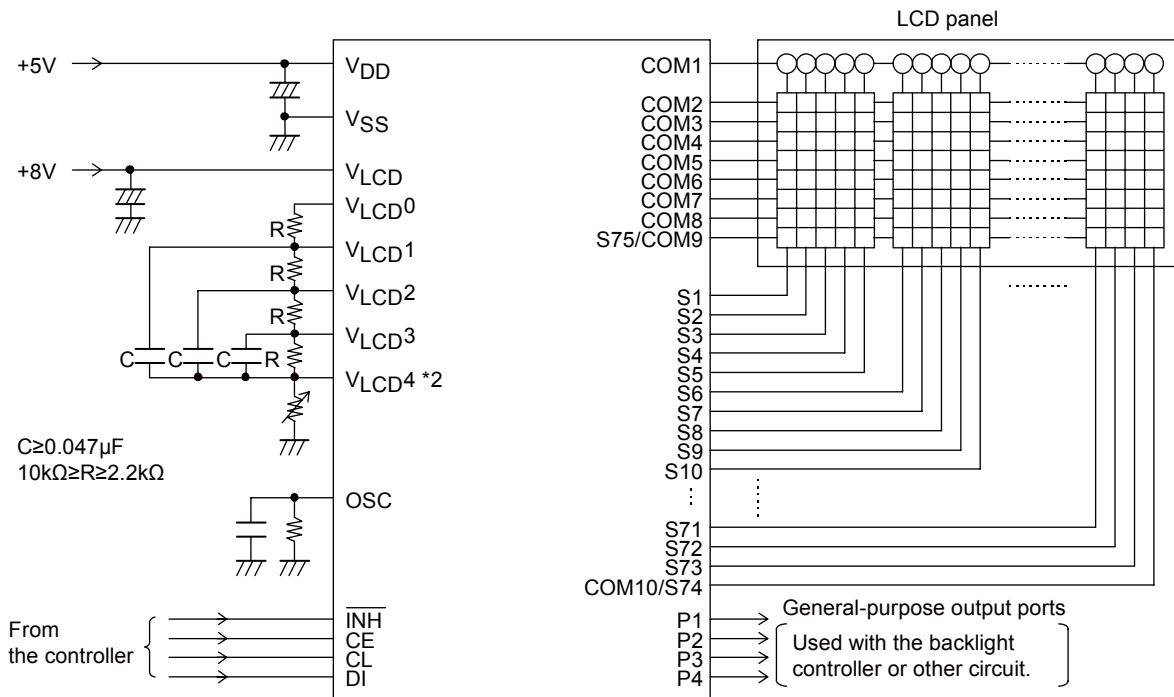 LCD panel
+5V
VDD
VSS
+8V
VLCD
VLCD0
R
VLCD1
R
VLCD2
R
VLCD3
C
C
C
R
VLCD4 *2
C≥0.047μF
10kΩ≥R≥2.2kΩ
OSC
From
the controller
INH
CE
CL
DI
COM1
COM2
COM3
COM4
COM5
COM6
COM7
COM8
S75/COM9
S1
S2
S3
S4
S5
S6
S7
S8
S9
S10
S71
S72
S73
COM10/S74
P1
P2
P3
P4
General-purpose output ports
Used with the backlight
controller or other circuit.